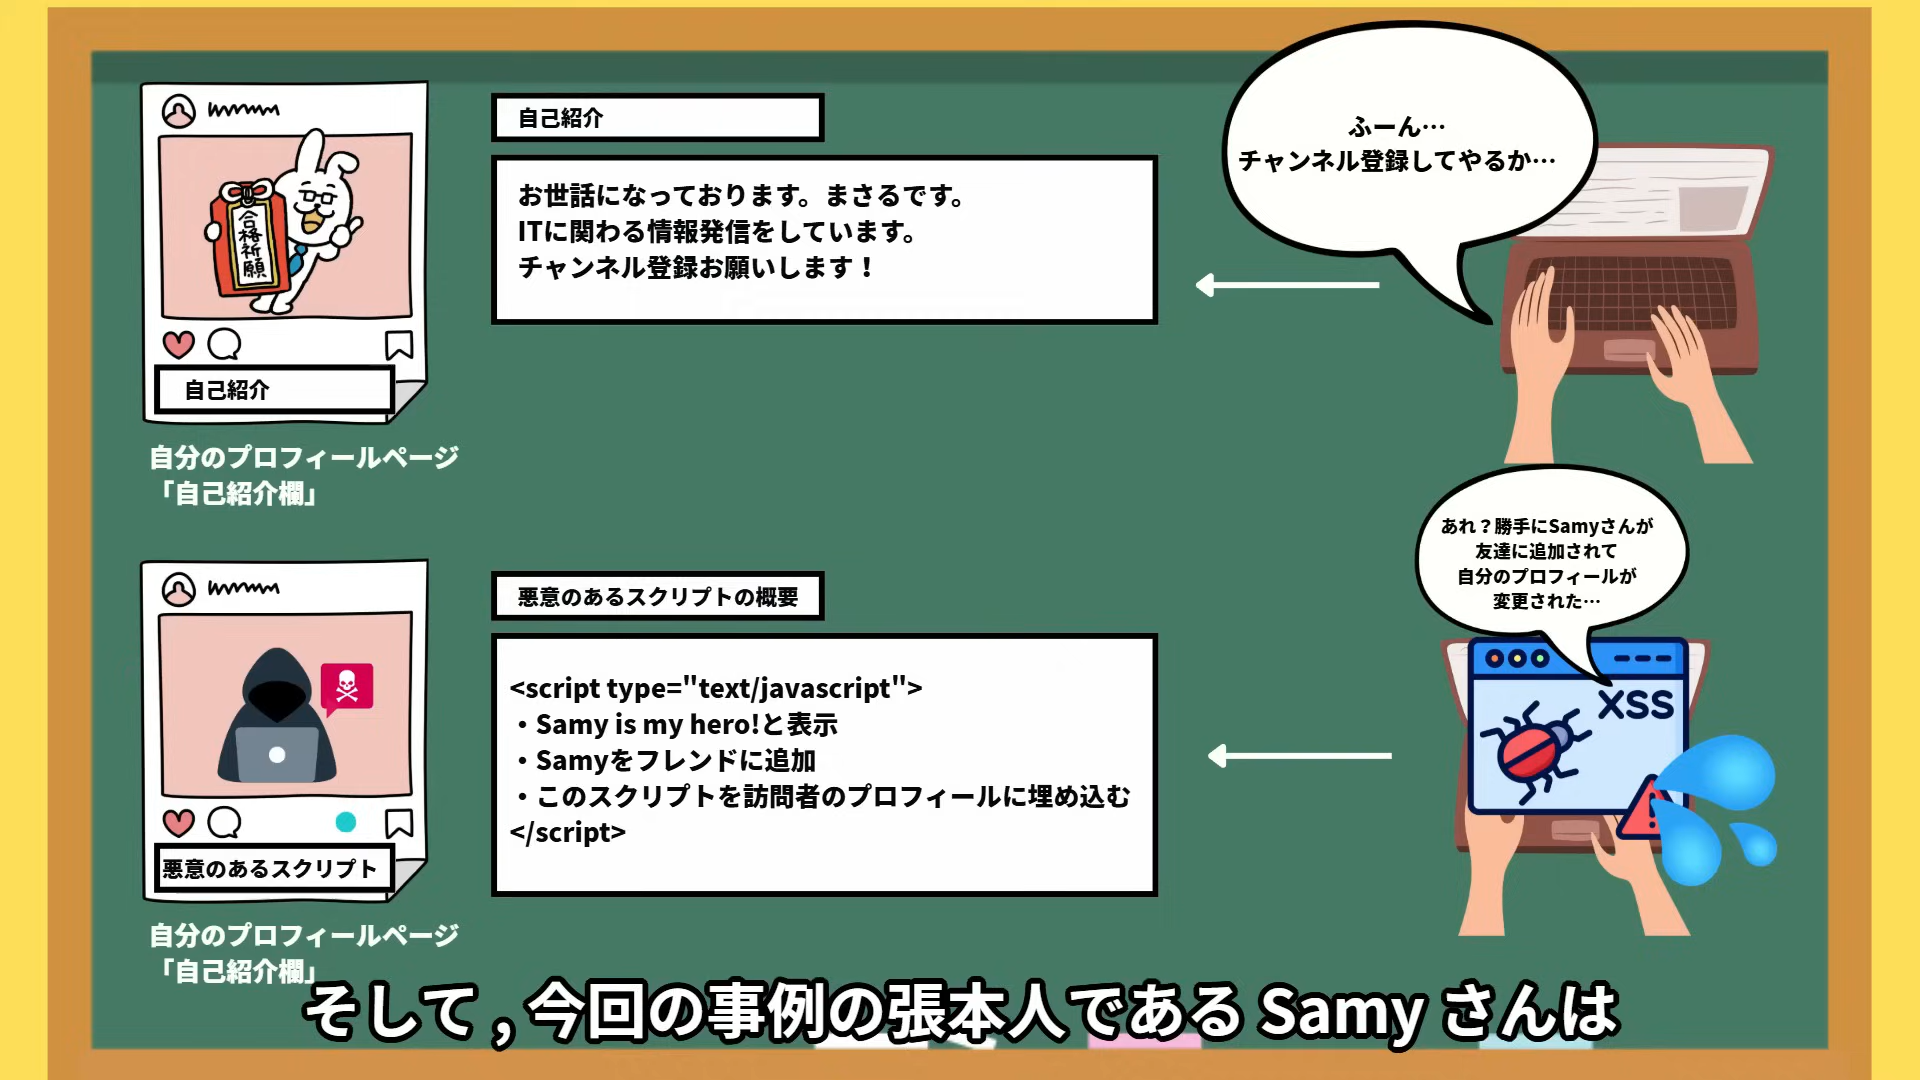 合格祈願
自己紹介
自分のプロフィールページ
「自己紹介欄」
自己紹介
お世話になっております。まさるです。
ITに関わる情報発信をしています。
チャンネル登録お願いします！
ふーん…
チャンネル登録してやるか…
悪意のあるスクリプト
自分のプロフィールページ
「自己紹介欄」
悪意のあるスクリプトの概要
<script type="text/javascript">
・Samy is my hero!と表示
・Samyをフレンドに追加
・このスクリプトを訪問者のプロフィールに埋め込む
</script>
あれ？勝手にSamyさんが
友達に追加されて
自分のプロフィールが
変更された…
XSS
そして , 今回の事例の張本人である Samy さんは